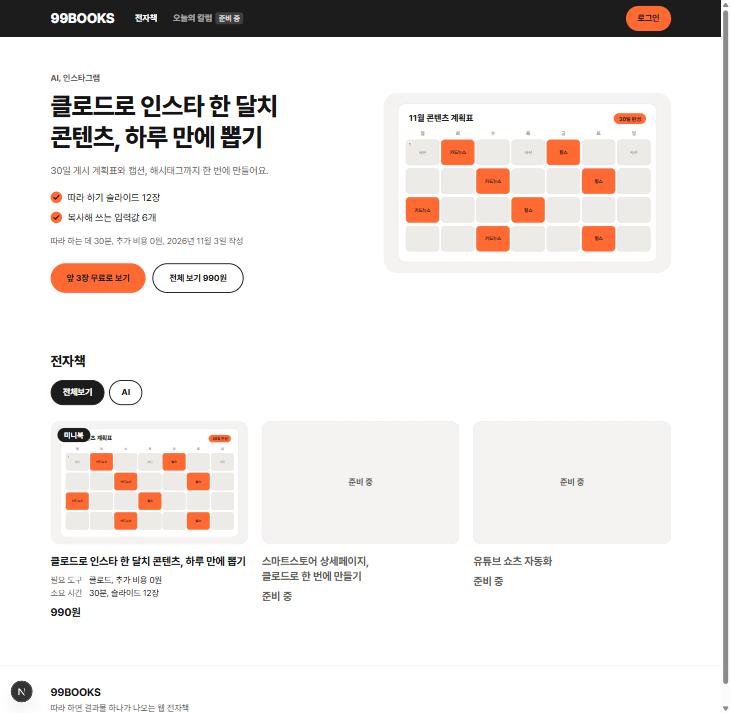 99BOOKS 전자책 오늘의 칼럼 준비 중 로그인
AI, 인스타그램
클로드로 인스타 한 달치
콘텐츠, 하루 만에 뽑기
30일 게시 계획표와 캡션, 해시태그까지 한 번에 만들어요.
따라 하기 슬라이드 12장
복사해 쓰는 입력값 6개
따라 하는 데 30분, 추가 비용 0원, 2026년 11월 3일 작성
앞 3장 무료로 보기 전체 보기 990원
11월 콘텐츠 계획표 30일 완성
월 화 수 목 금 토 일
카드뉴스 릴스
카드뉴스 릴스
카드뉴스 릴스
카드뉴스 릴스
전자책
전체보기 AI
미니북
준비 중
준비 중
클로드로 인스타 한 달치 콘텐츠, 하루 만에 뽑기
필요 도구 클로드, 추가 비용 0원
소요 시간 30분, 슬라이드 12장
990원
스마트스토어 상세페이지,
클로드로 한 번에 만들기
준비 중
유튜브 쇼츠 자동화
준비 중
N
99BOOKS
따라 하면 결과물 하나가 나오는 웹 전자책